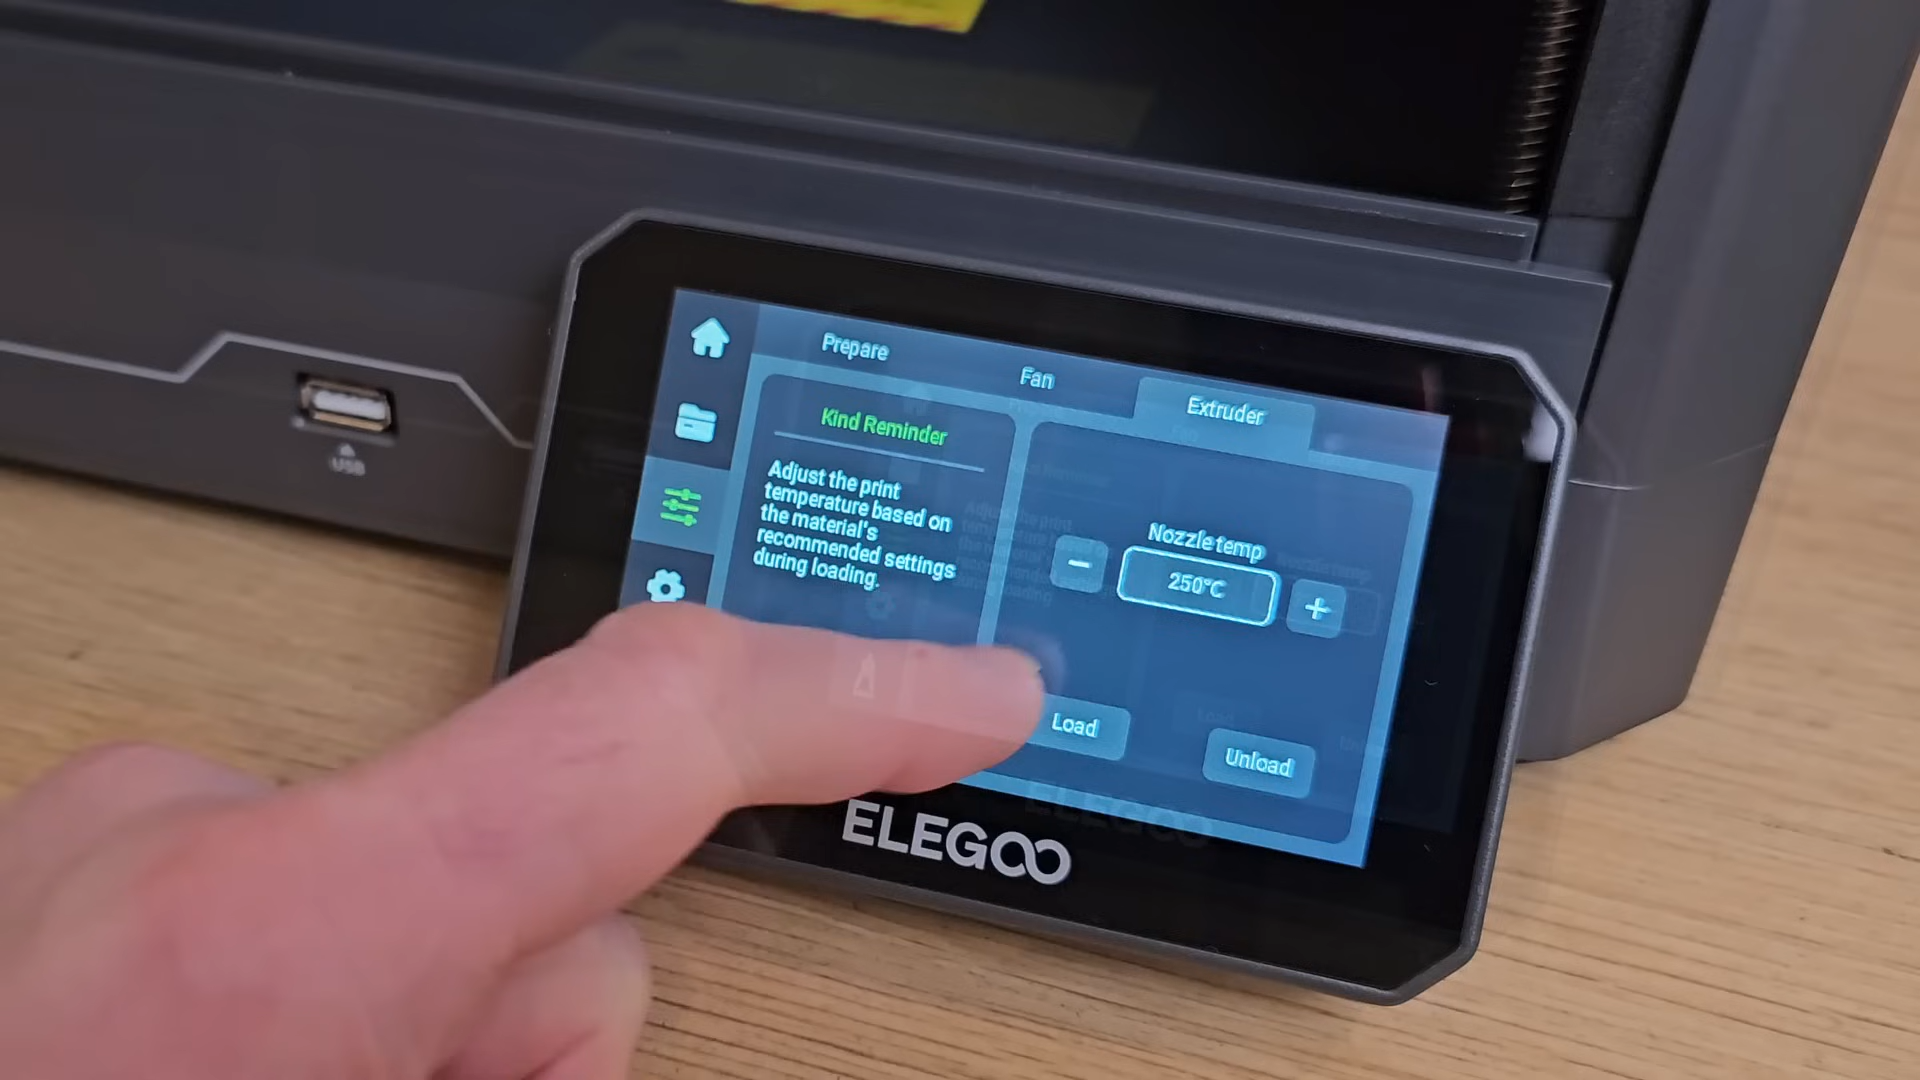 Prepare
Fan
Extruder
Kind Reminder
Adjust the print
temperature based on
the material's
recommended settings
during loading.
Nozzle temp
−
250°C
+
Load
Unload
USB
ELEGOO